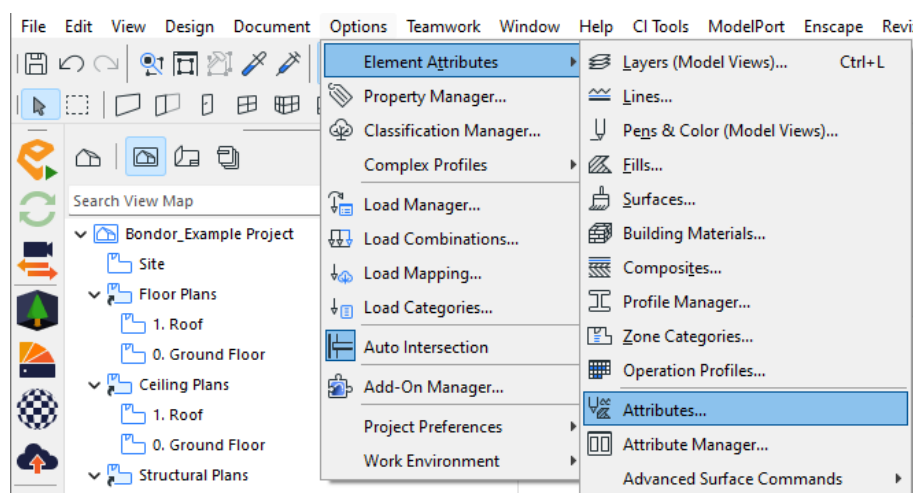 File Edit View Design Document Options Teamwork Window Help CI Tools ModelPort Enscape Revi
Element Attributes
Property Manager...
Classification Manager...
Complex Profiles
Load Manager...
Load Combinations...
Load Mapping...
Load Categories...
Auto Intersection
Add-On Manager...
Project Preferences
Work Environment
Layers (Model Views)... Ctrl+L
Lines...
Pens & Color (Model Views)...
Fills...
Surfaces...
Building Materials...
Composites...
Profile Manager...
Zone Categories...
Operation Profiles...
Attributes...
Attribute Manager...
Advanced Surface Commands
Search View Map
Bondor_Example Project
Site
Floor Plans
1. Roof
0. Ground Floor
Ceiling Plans
1. Roof
0. Ground Floor
Structural Plans